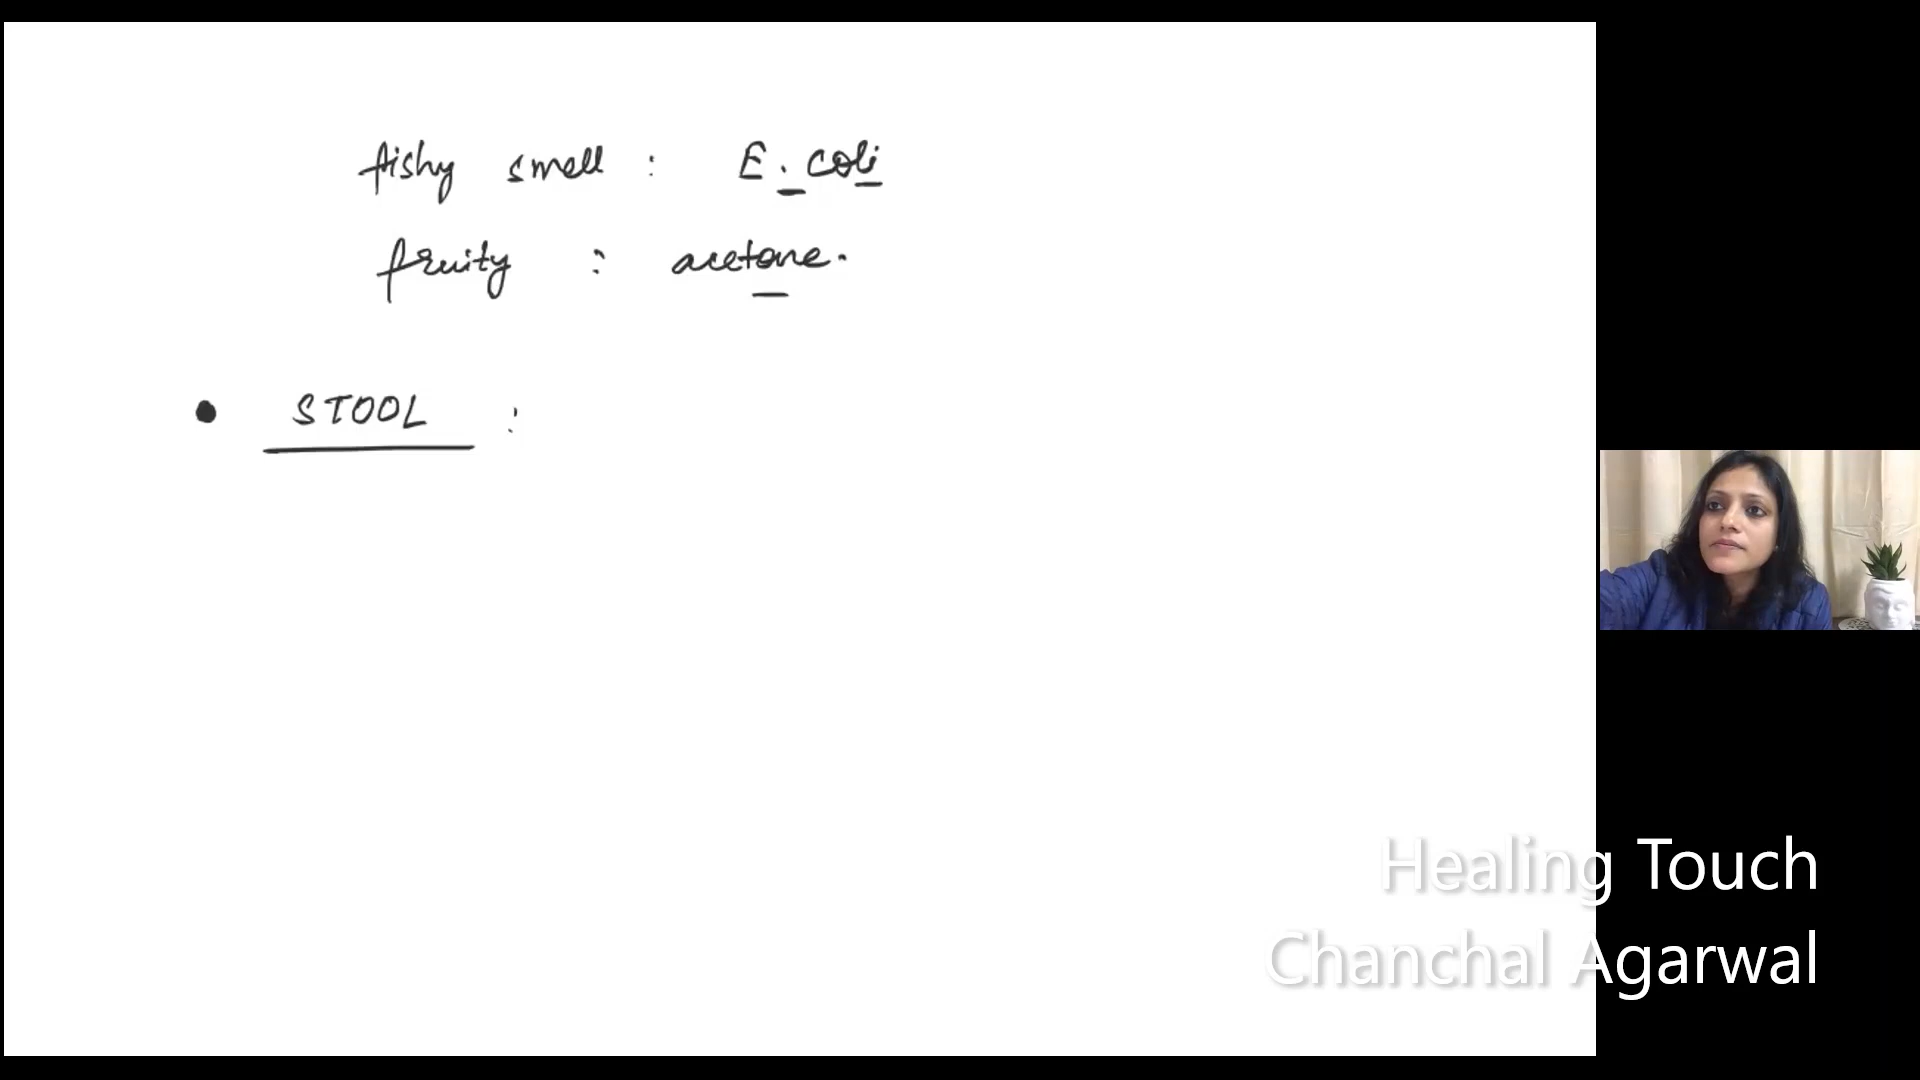 fishy smell : E. coli
fruity : acetone.
• STOOL :
Healing Touch
Chanchal Agarwal